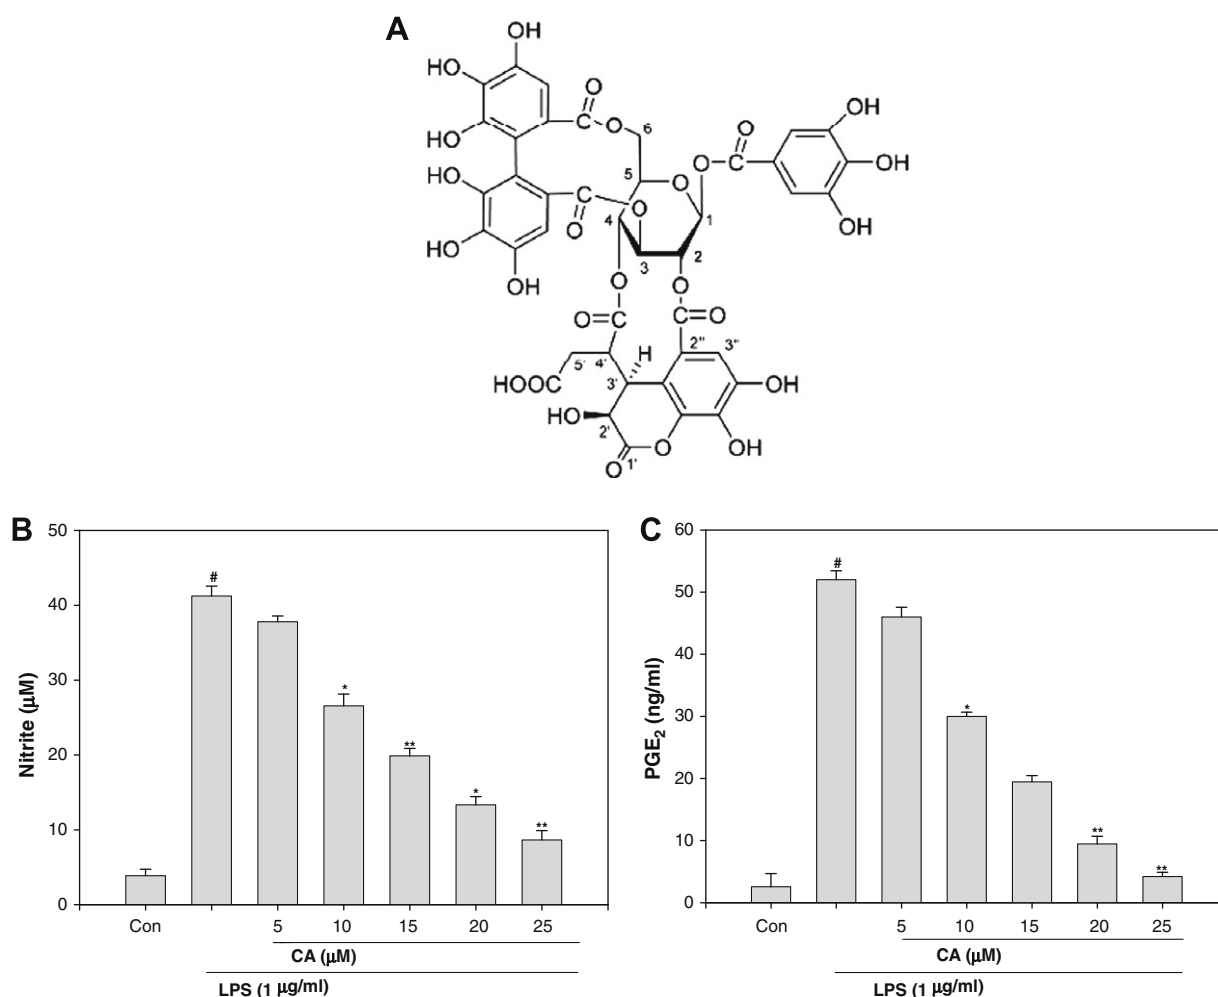 A
OH
HO
HO
HO
HO
OH
C
O
O
6
5
O
C
O
O
4
3
2
1
O
C
O
OH
OH
OH
O
O
O=C
C=O
H
5'
4'
3'
2"
3"
HOOC
HO
2'
1'
O
O
OH
OH
B
50
40
30
20
10
0
Nitrite (μM)
#
*
**
*
**
Con
5
10
15
20
25
CA (μM)
LPS (1 μg/ml)
C
60
50
40
30
20
10
0
PGE2 (ng/ml)
#
*
**
**
Con
5
10
15
20
25
CA (μM)
LPS (1 μg/ml)